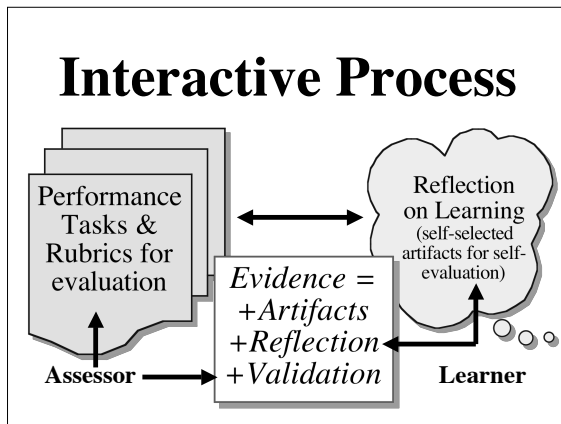 Interactive Process
Performance
Tasks &
Rubrics for
evaluation
Reflection
on Learning
(self-selected
artifacts for self-
evaluation)
Evidence =
+Artifacts
+Reflection
+Validation
Assessor
Learner